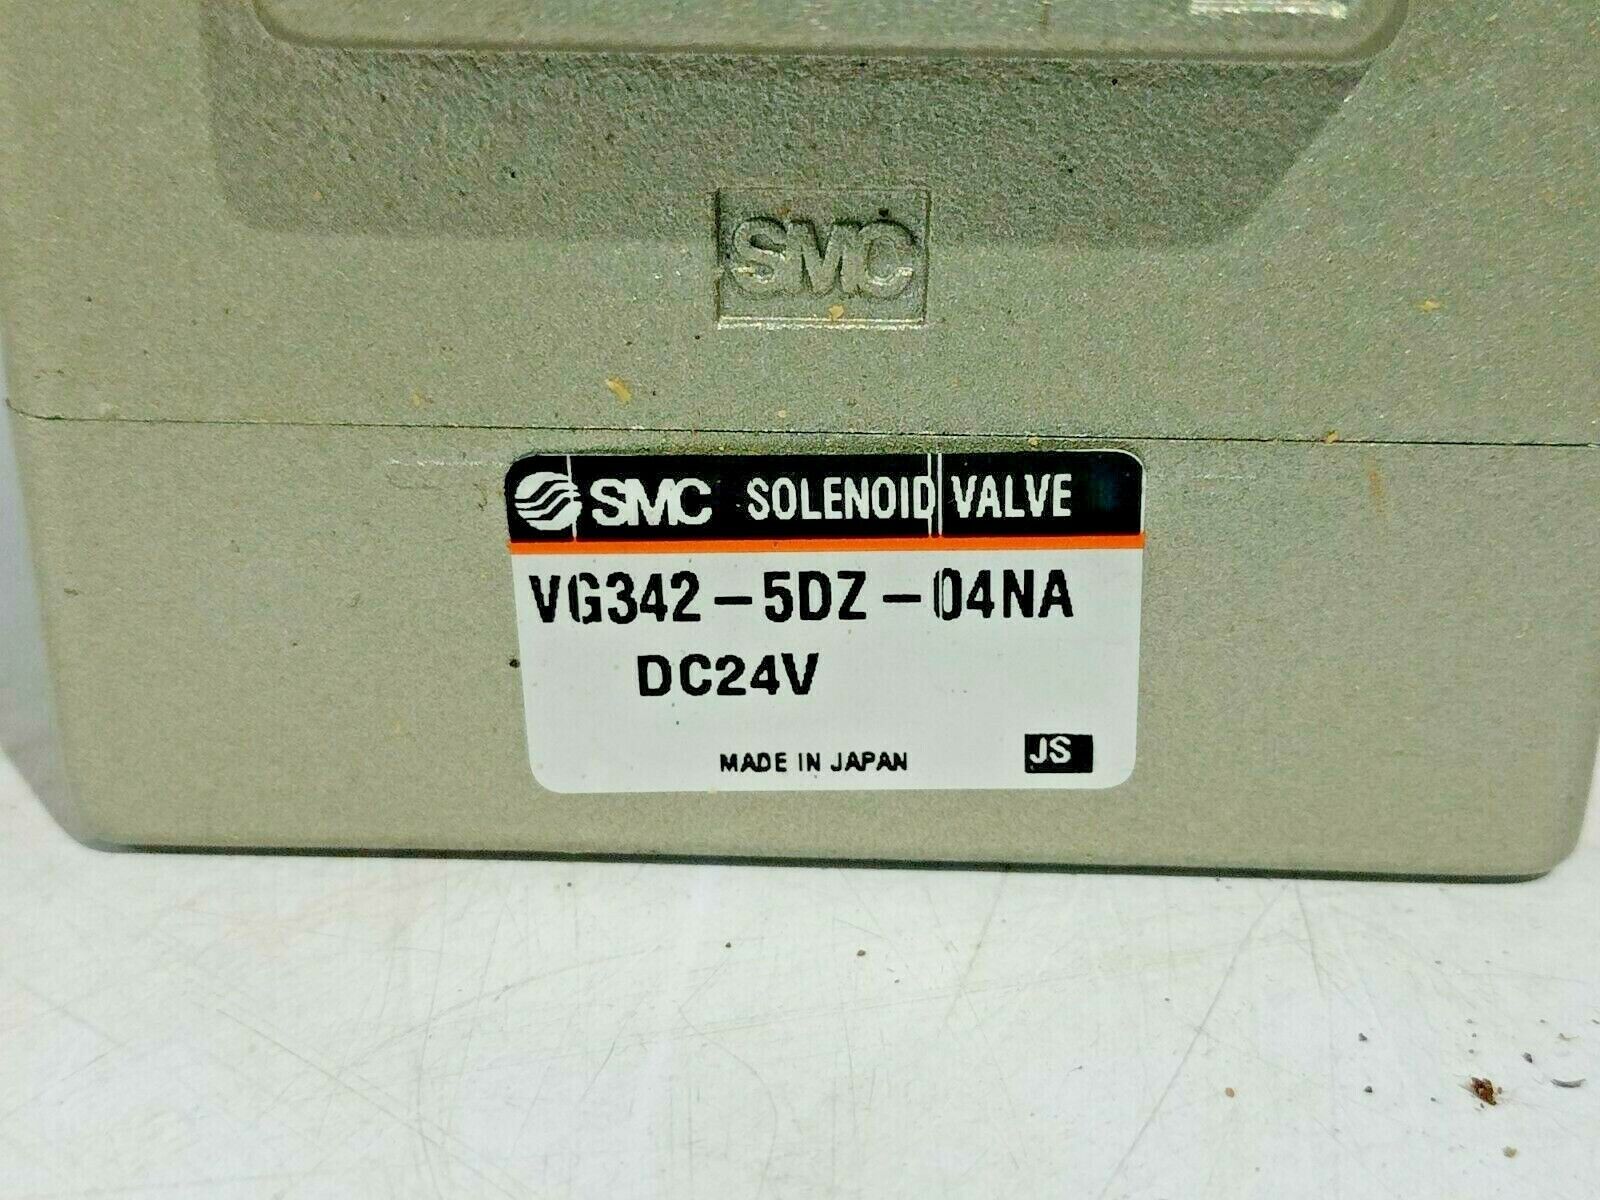 SMC
SMC SOLENOID VALVE
VG342-5DZ-04NA
DC24V
MADE IN JAPAN
JS